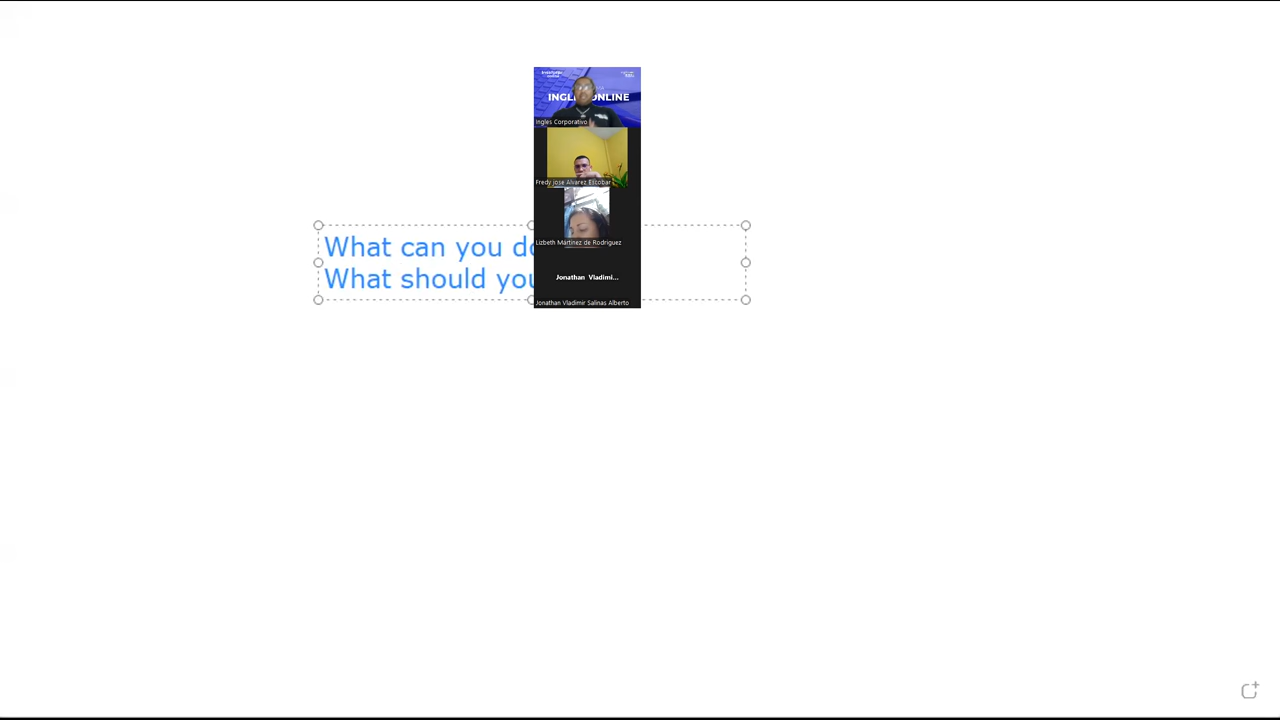 INGL ONLINE
Ingles Corporativo
Fredy jose Alvarez Escobar
Lizbeth Martinez de Rodriguez
What can you do
What should you
Jonathan Vladimi...
Jonathan Vladimir Salinas Alberto